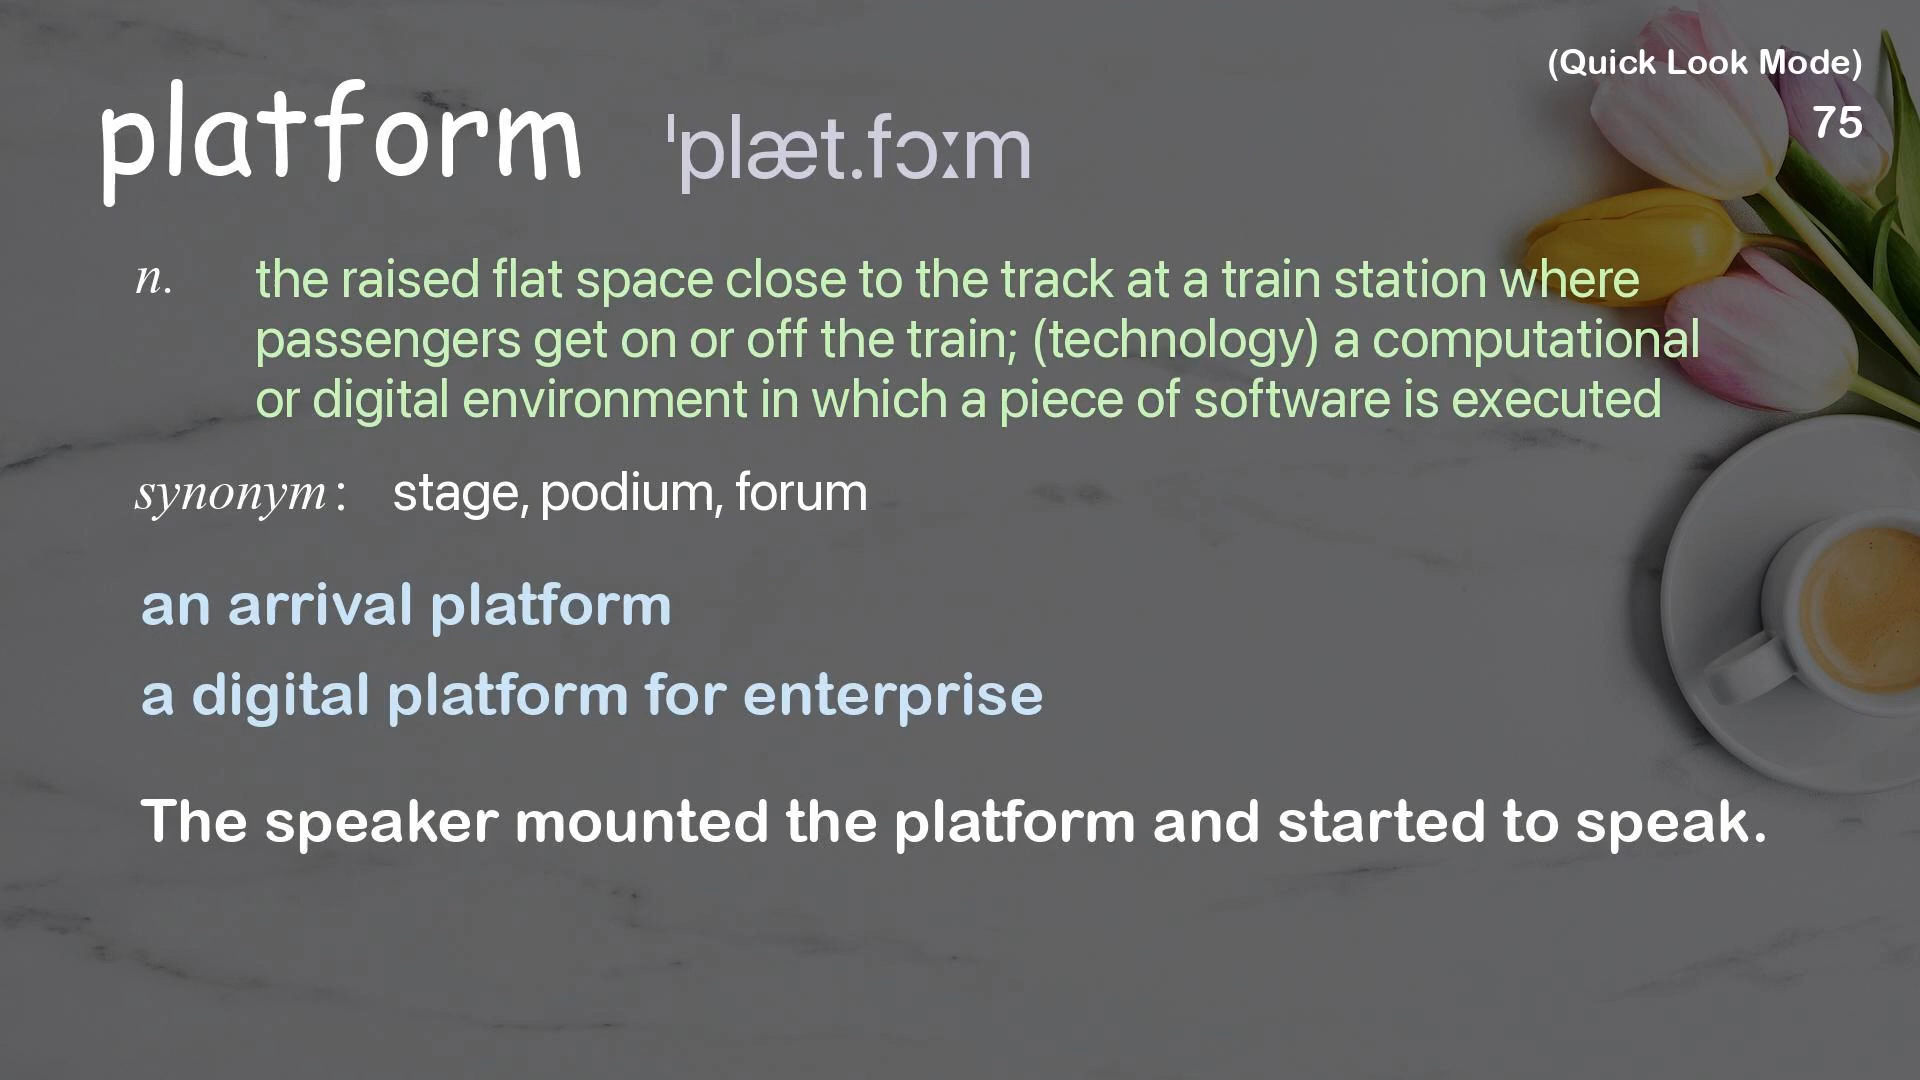 (Quick Look Mode)
75
platform ˈplæt.fɔːm
n. the raised flat space close to the track at a train station where
passengers get on or off the train; (technology) a computational
or digital environment in which a piece of software is executed
synonym: stage, podium, forum
an arrival platform
a digital platform for enterprise
The speaker mounted the platform and started to speak.